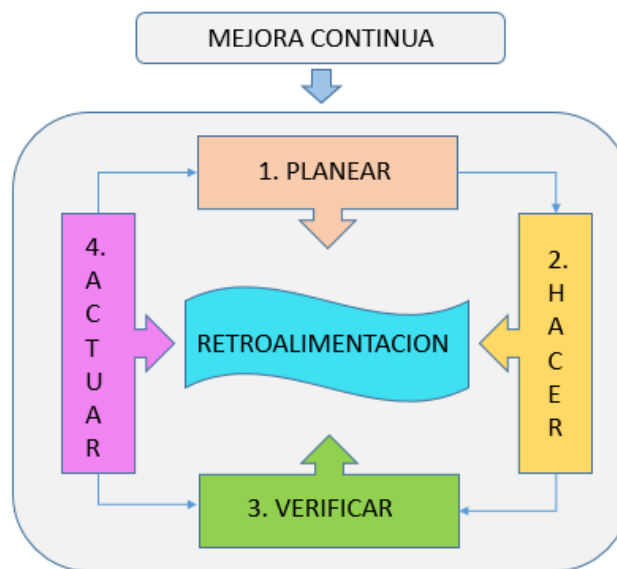 MEJORA CONTINUA
1. PLANEAR
4.
A
C
T
U
A
R
2.
H
A
C
E
R
RETROALIMENTACION
3. VERIFICAR